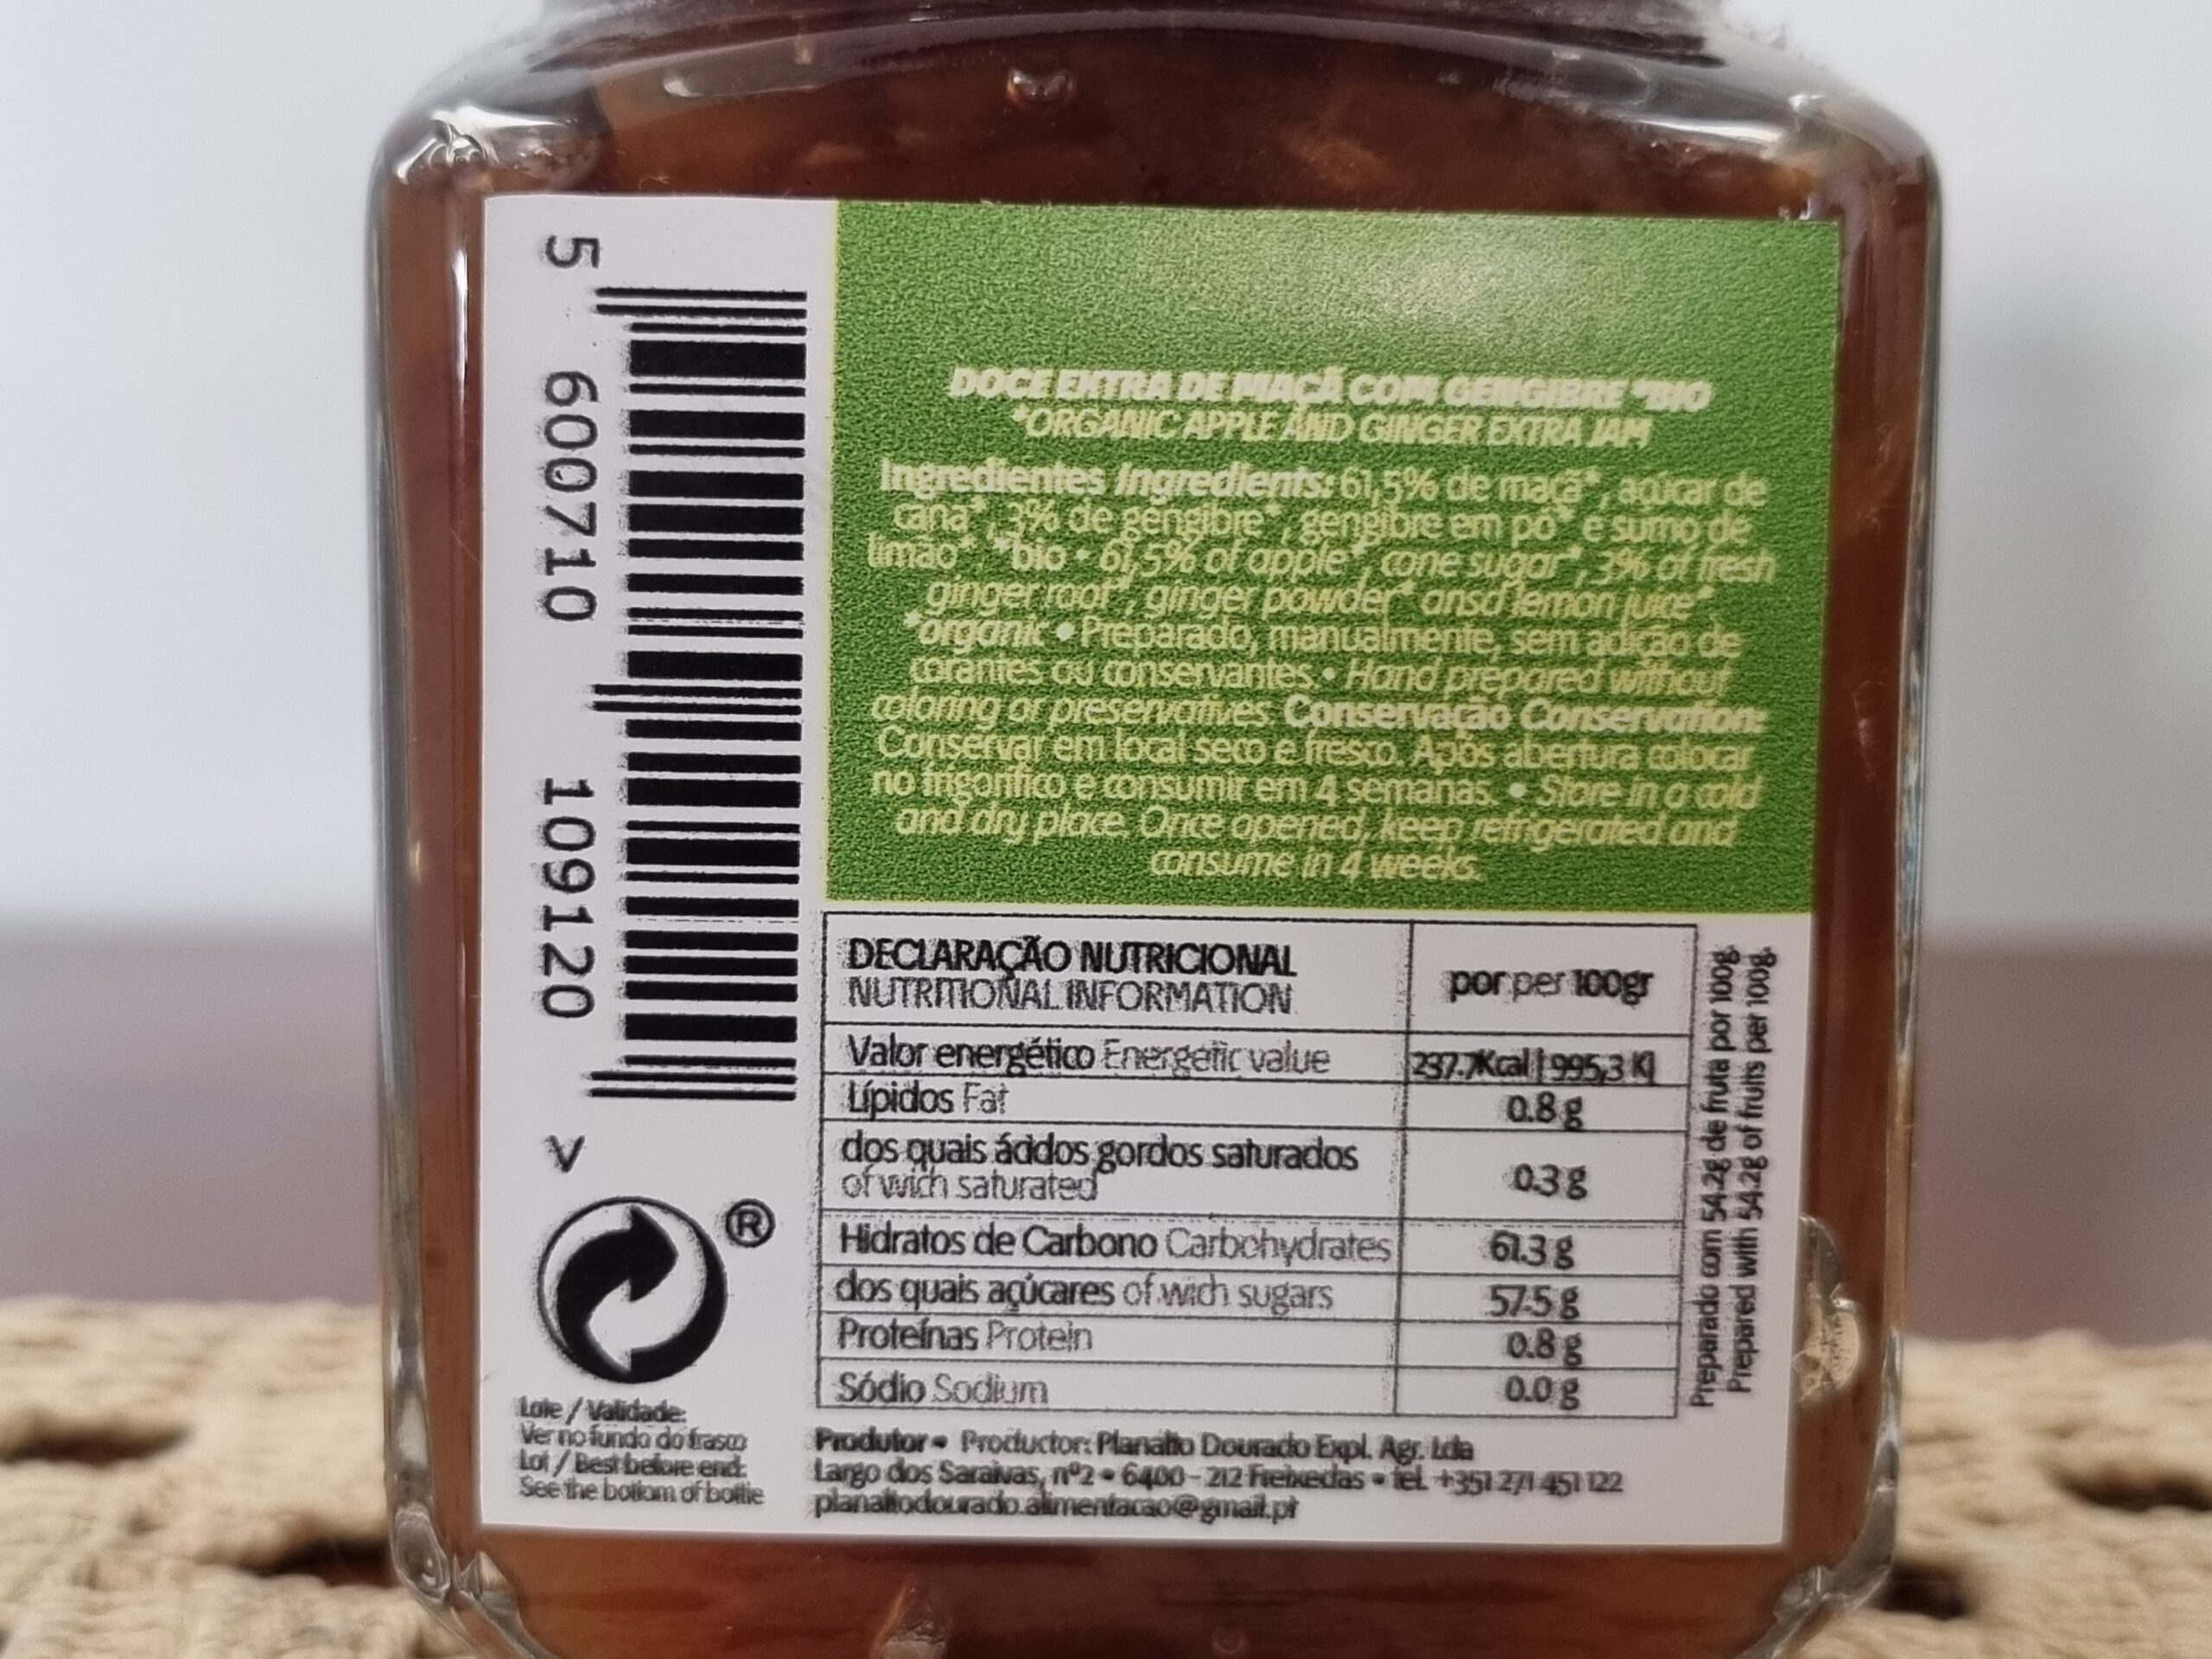 5 600710 109120 >
DOCE EXTRA DE MAÇÃ COM GENGIBRE *BIO
*ORGANIC APPLE AND GINGER EXTRA JAM
Ingredientes Ingredients: 61,5% de maçã*, açúcar de
cana*, 3% de gengibre*, gengibre em pó* e sumo de
limão*. *bio • 61,5% of apple*, cane sugar*, 3% of fresh
ginger root*, ginger powder* ansd lemon juice*
*organic • Preparado, manualmente, sem adição de
corantes ou conservantes. • Hand prepared without
coloring or preservatives. Conservação Conservation:
Conservar em local seco e fresco. Após abertura colocar
no frigorífico e consumir em 4 semanas. • Store in a cold
and dry place. Once opened, keep refrigerated and
consume in 4 weeks.
DECLARAÇÃO NUTRICIONAL
NUTRITIONAL INFORMATION
por per 100gr
Valor energético Energetic value 237.7Kcal | 995,3 Kj
Lípidos Fat 0.8 g
dos quais ácidos gordos saturados
of wich saturated 0.3 g
Hidratos de Carbono Carbohydrates 61.3 g
dos quais açúcares of wich sugars 57.5 g
Proteínas Protein 0.8 g
Sódio Sodium 0.0 g
Preparado com 54.2g de fruta por 100g.
Prepared with 54.2g of fruits per 100g.
®
Lote / Validade:
Ver no fundo do frasco
Lot / Best before end:
See the bottom of bottle
Produtor • Productor: Planalto Dourado Expl. Agr. Lda
Largo dos Saraivas, nº2 • 6400 - 212 Freixedas • tel. +351 271 451 122
planaltodourado.alimentacao@gmail.pt